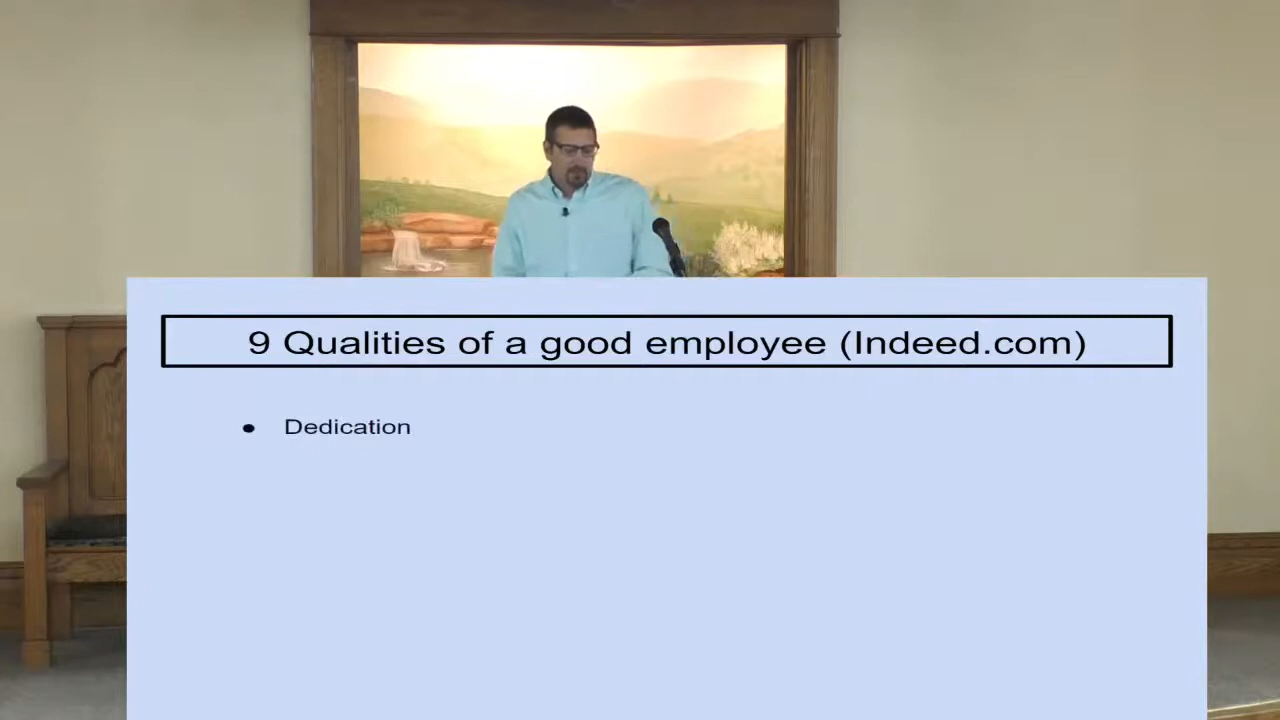 9 Qualities of a good employee (Indeed.com)
● Dedication